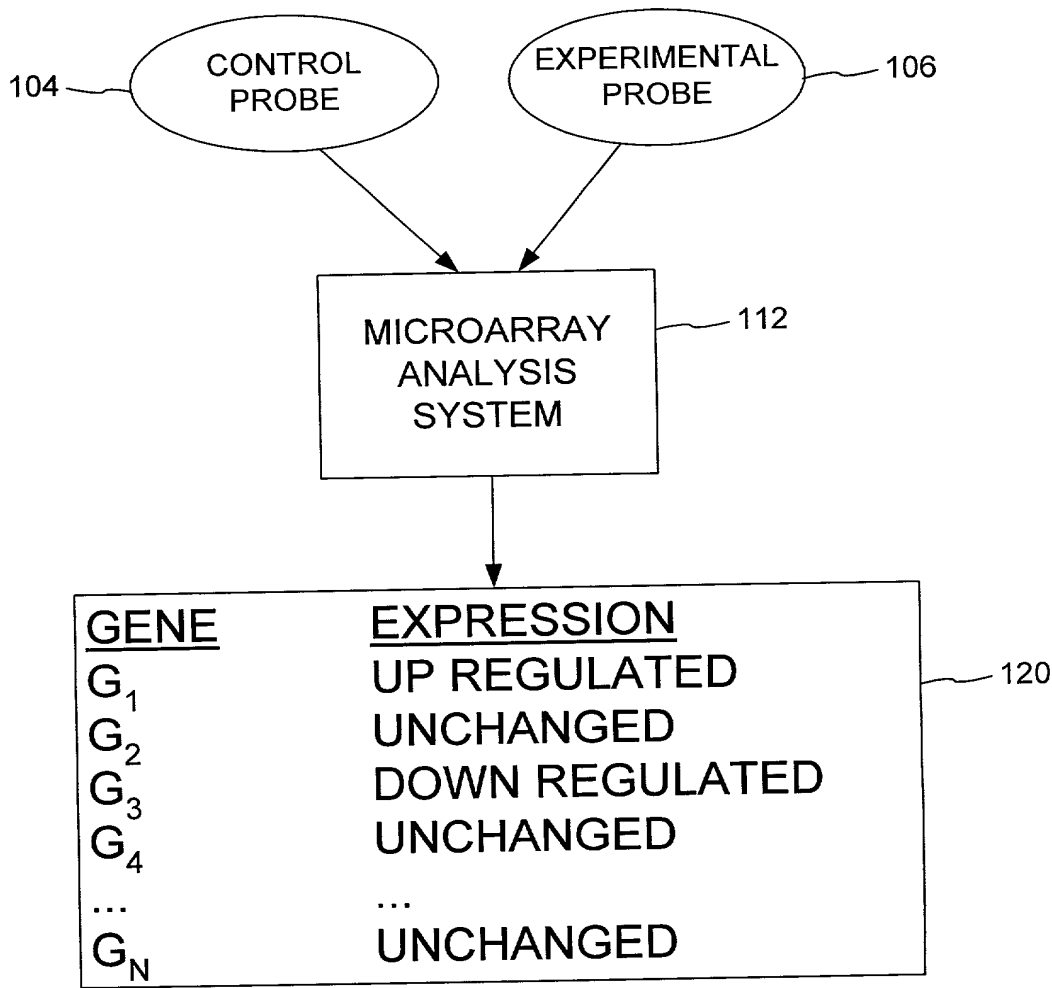 CONTROL
PROBE
104
EXPERIMENTAL
PROBE
106
MICROARRAY
ANALYSIS
SYSTEM
112
GENE EXPRESSION
G₁ UP REGULATED
G₂ UNCHANGED
G₃ DOWN REGULATED
G₄ UNCHANGED
... ...
G_N UNCHANGED
120